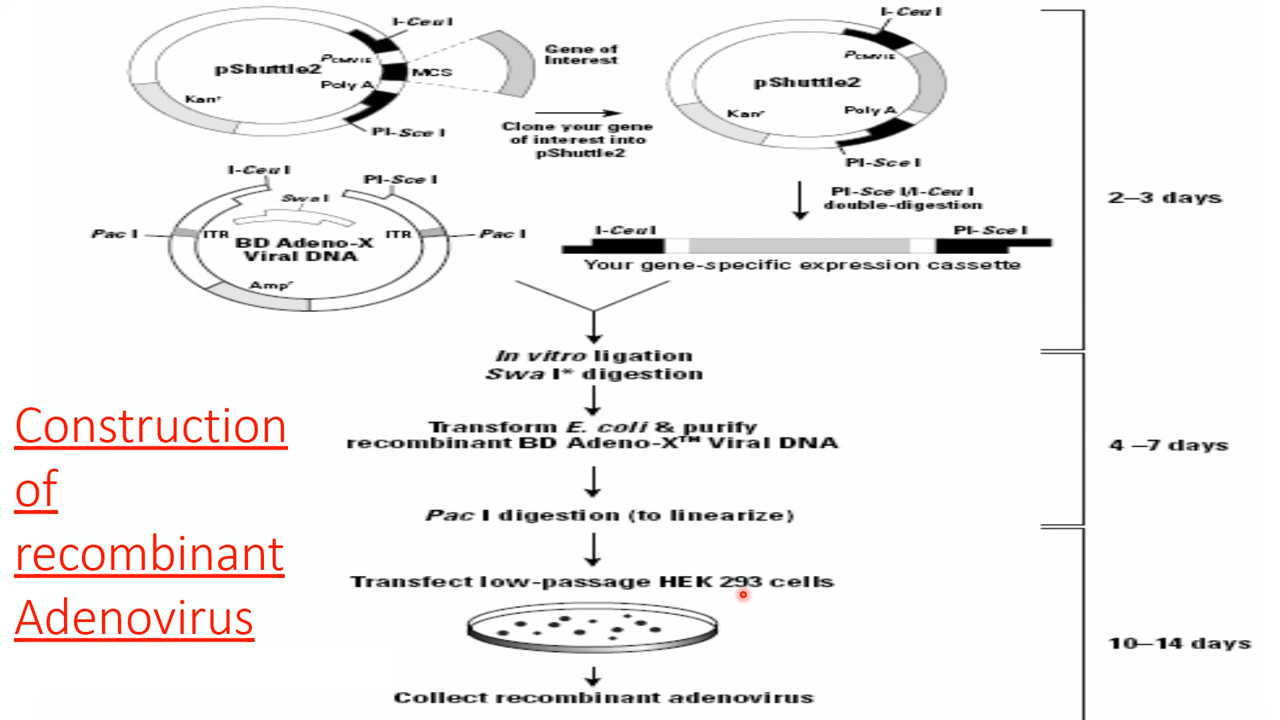 I-Ceu I
PCMVIE
pShuttle2
MCS
Poly A
Kanr
PI-Sce I
Gene of
Interest
Clone your gene
of interest into
pShuttle2
I-Ceu I
PCMVIE
pShuttle2
Poly A
Kanr
PI-Sce I
PI-Sce I/I-Ceu I
double-digestion
I-Ceu I
PI-Sce I
Swa I
Pac I
ITR
BD Adeno-X
Viral DNA
ITR
Pac I
Ampr
I-Ceu I
PI-Sce I
Your gene-specific expression cassette
2–3 days
In vitro ligation
Swa I* digestion
Transform E. coli & purify
recombinant BD Adeno-X™ Viral DNA
Pac I digestion (to linearize)
4 –7 days
Transfect low-passage HEK 293 cells
Collect recombinant adenovirus
10–14 days
Construction
of
recombinant
Adenovirus